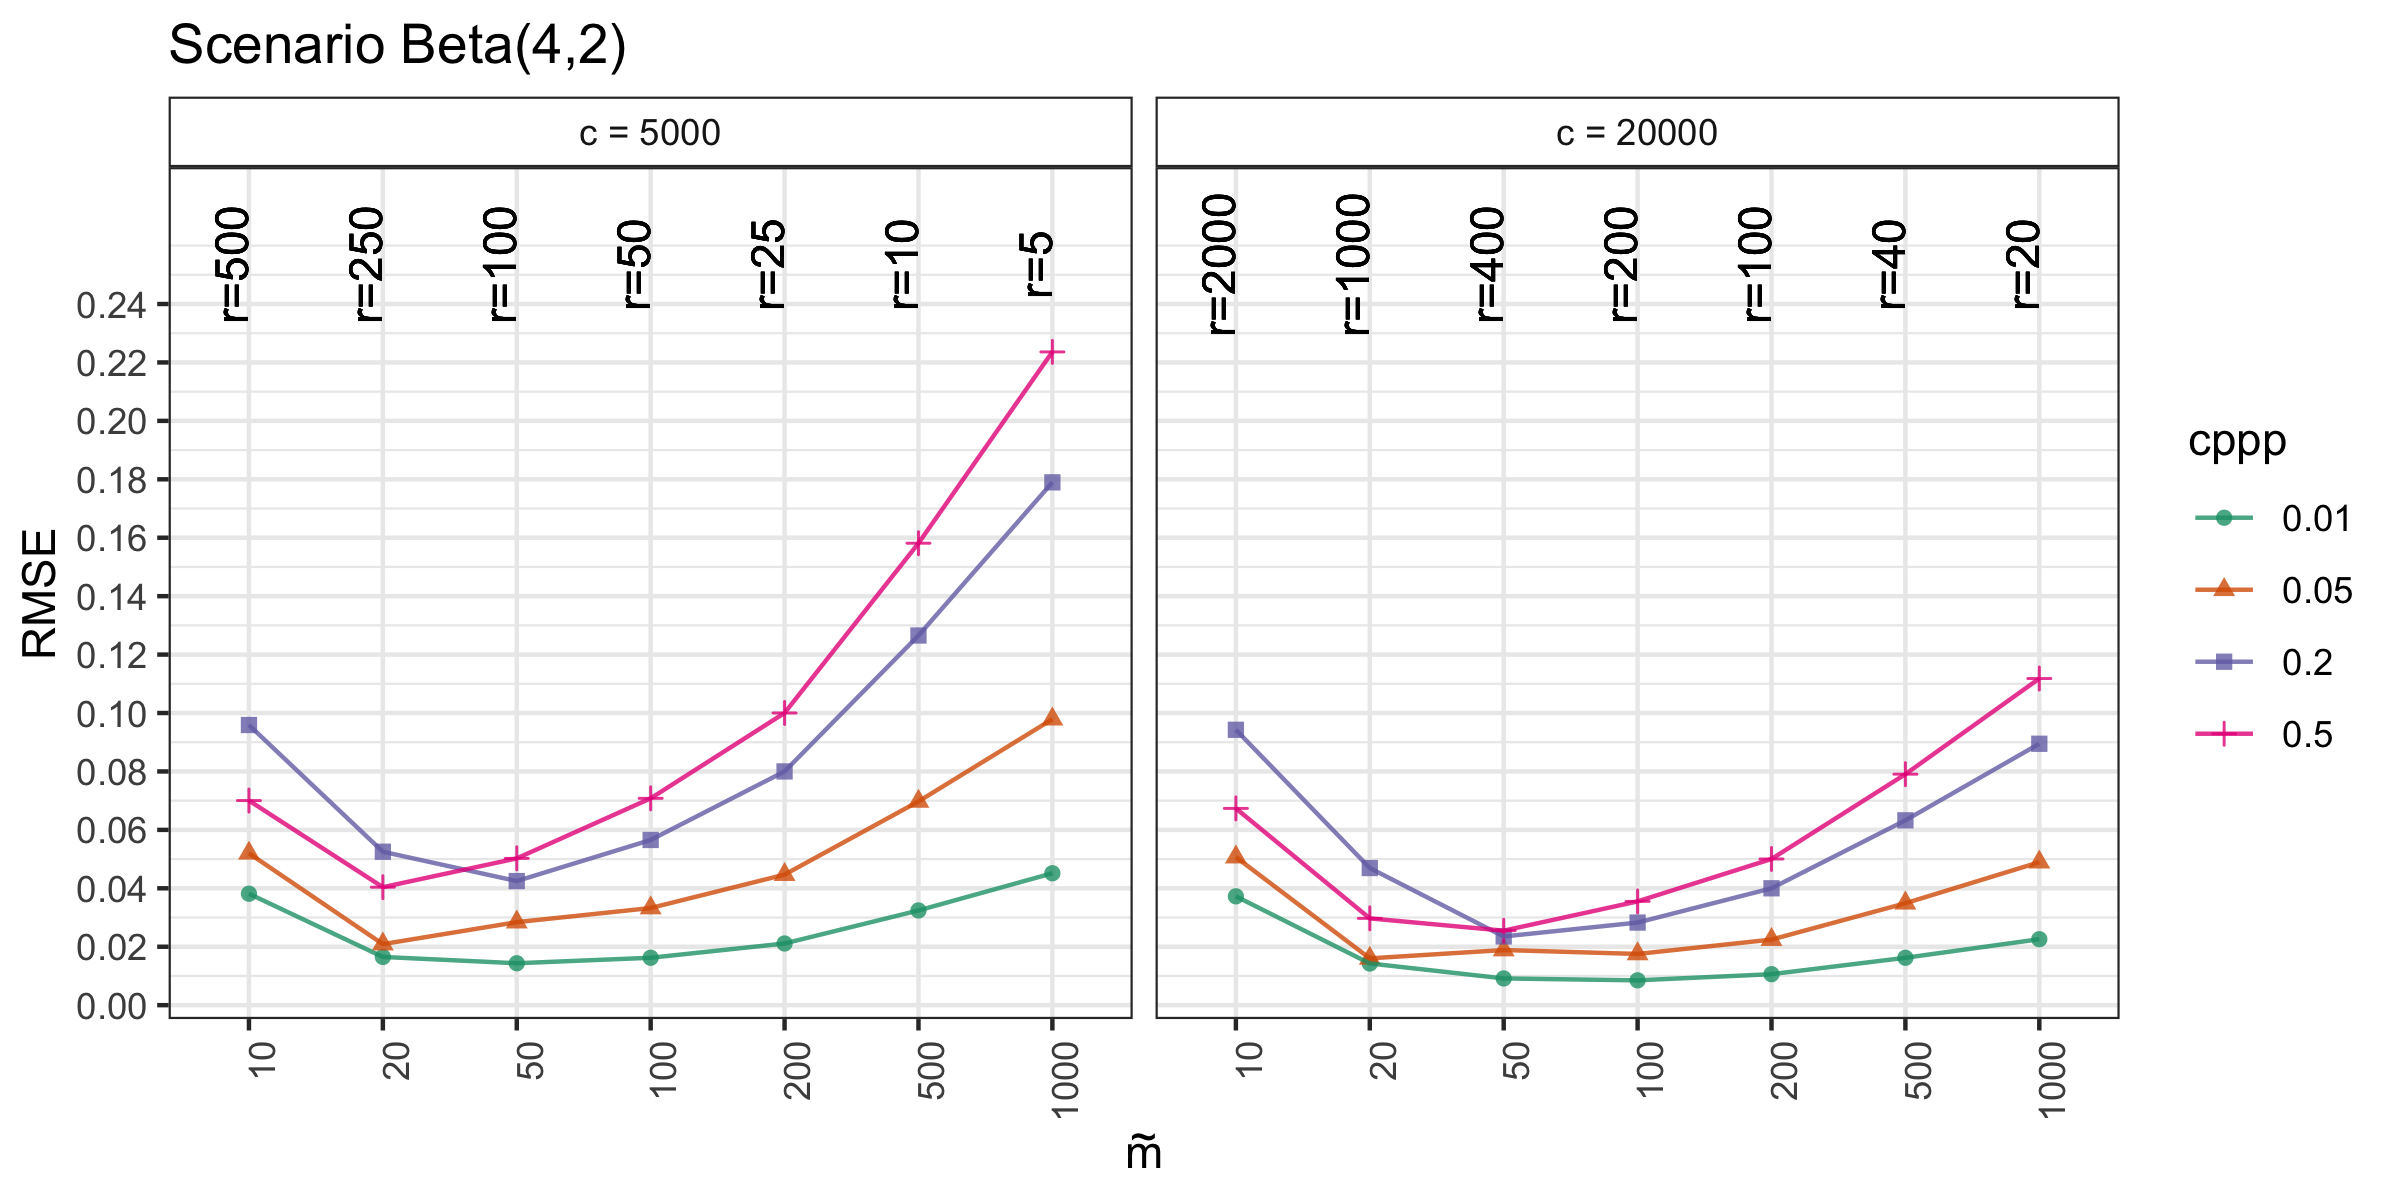 Scenario Beta(4,2)
c = 5000
c = 20000
r=500
r=250
r=100
r=50
r=25
r=10
r=5
r=2000
r=1000
r=400
r=200
r=100
r=40
r=20
RMSE
0.24
0.22
0.20
0.18
0.16
0.14
0.12
0.10
0.08
0.06
0.04
0.02
0.00
10
20
50
100
200
500
1000
10
20
50
100
200
500
1000
m̃
cppp
0.01
0.05
0.2
0.5